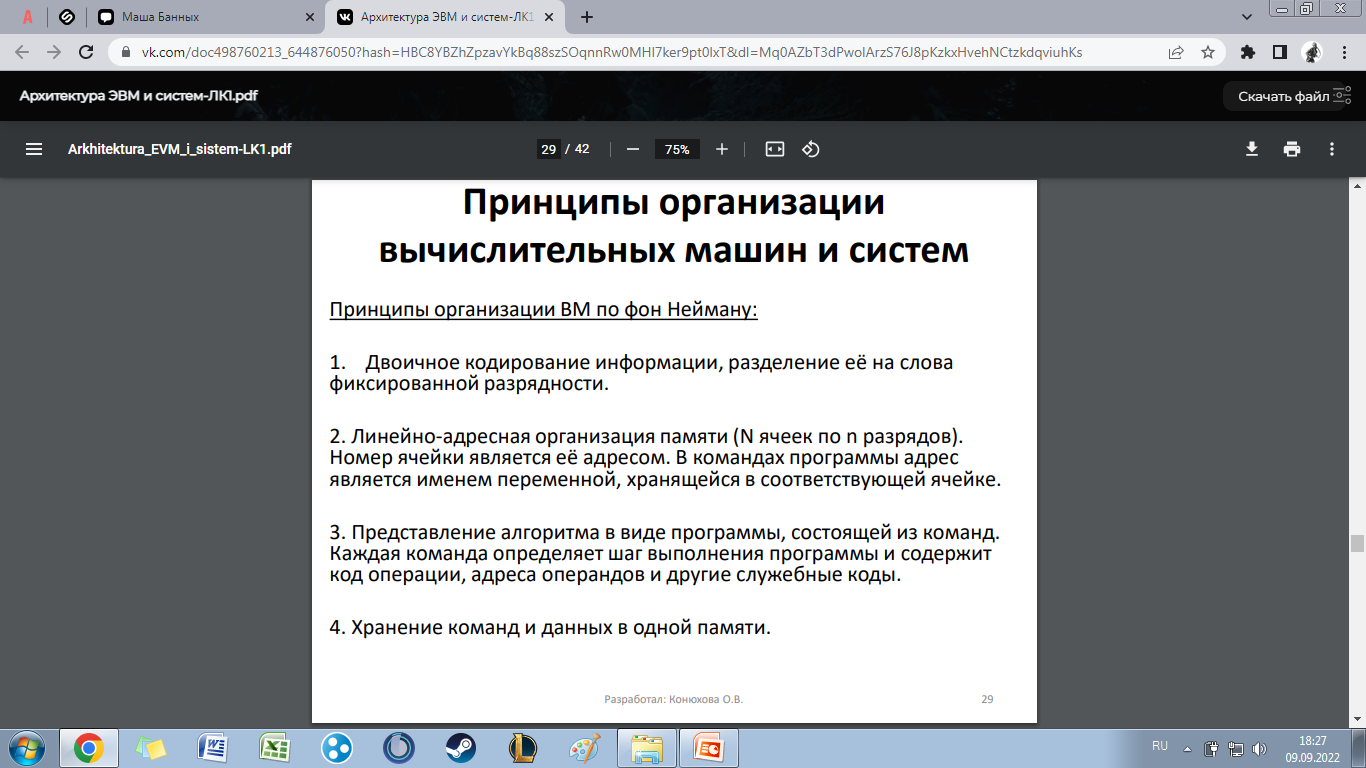 Маша Банных
Архитектура ЭВМ и систем-ЛК1
vk.com/doc498760213_644876050?hash=HBC8YBZhZpzavYkBq88szSOqnnRw0MHI7ker9pt0IxT&dl=Mq0AZbT3dPwoIArzS76J8pKzkxHvehNCtzkdqviuhKs
Архитектура ЭВМ и систем-ЛК1.pdf
Скачать файл
Arkhitektura_EVM_i_sistem-LK1.pdf
29 / 42
75%
Принципы организации
вычислительных машин и систем
Принципы организации ВМ по фон Нейману:
1. Двоичное кодирование информации, разделение её на слова
фиксированной разрядности.
2. Линейно-адресная организация памяти (N ячеек по n разрядов).
Номер ячейки является её адресом. В командах программы адрес
является именем переменной, хранящейся в соответствующей ячейке.
3. Представление алгоритма в виде программы, состоящей из команд.
Каждая команда определяет шаг выполнения программы и содержит
код операции, адреса операндов и другие служебные коды.
4. Хранение команд и данных в одной памяти.
Разработал: Конюхова О.В.
29
RU
18:27
09.09.2022